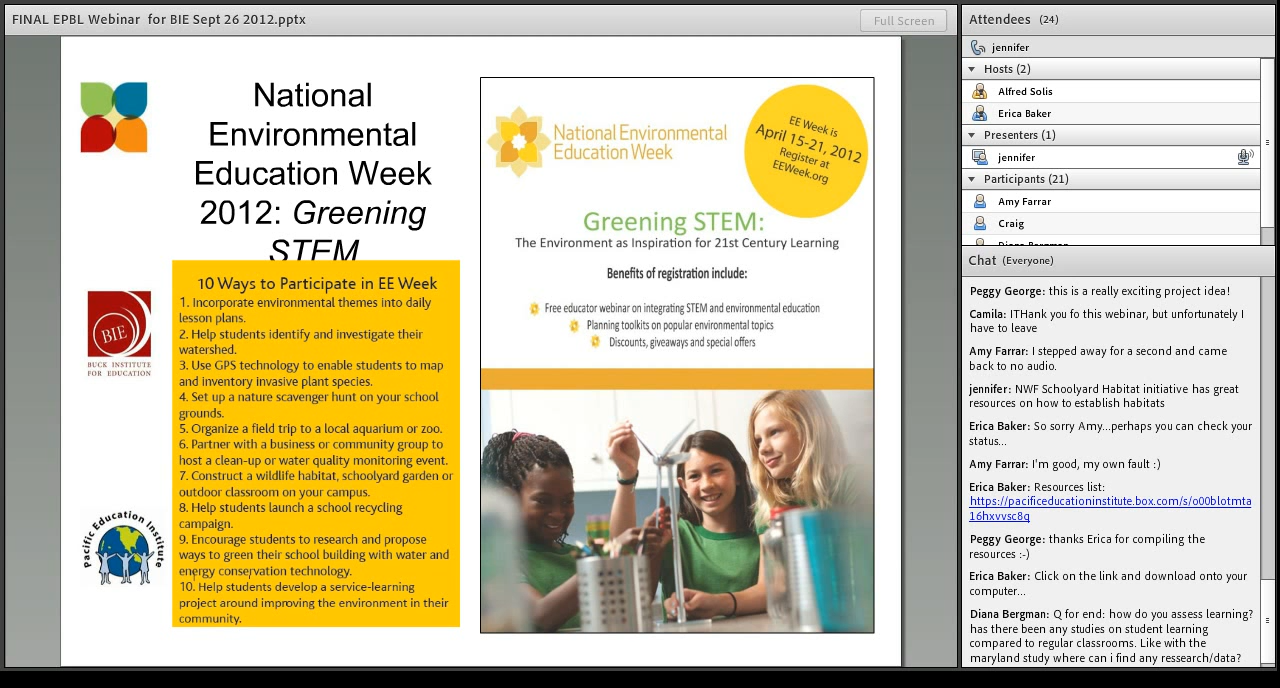 FINAL EPBL Webinar for BIE Sept 26 2012.pptx
Full Screen
National
Environmental
Education Week
2012: Greening
STEM
10 Ways to Participate in EE Week
1. Incorporate environmental themes into daily
lesson plans.
2. Help students identify and investigate their
watershed.
3. Use GPS technology to enable students to map
and inventory invasive plant species.
4. Set up a nature scavenger hunt on your school
grounds.
5. Organize a field trip to a local aquarium or zoo.
6. Partner with a business or community group to
host a clean-up or water quality monitoring event.
7. Construct a wildlife habitat, schoolyard garden or
outdoor classroom on your campus.
8. Help students launch a school recycling
campaign.
9. Encourage students to research and propose
ways to green their school building with water and
energy conservation technology.
10. Help students develop a service-learning
project around improving the environment in their
community.
BIE
BUCK INSTITUTE
FOR EDUCATION
Pacific Education Institute
National Environmental
Education Week
EE Week is
April 15-21, 2012
Register at
EEWeek.org
Greening STEM:
The Environment as Inspiration for 21st Century Learning
Benefits of registration include:
Free educator webinar on integrating STEM and environmental education
Planning toolkits on popular environmental topics
Discounts, giveaways and special offers
Attendees (24)
jennifer
Hosts (2)
Alfred Solis
Erica Baker
Presenters (1)
jennifer
Participants (21)
Amy Farrar
Craig
Diana Bergman
Chat (Everyone)
Peggy George: this is a really exciting project idea!
Camila: ITHank you fo this webinar, but unfortunately I
have to leave
Amy Farrar: I stepped away for a second and came
back to no audio.
jennifer: NWF Schoolyard Habitat initiative has great
resources on how to establish habitats
Erica Baker: So sorry Amy...perhaps you can check your
status...
Amy Farrar: I'm good, my own fault :)
Erica Baker: Resources list:
https://pacificeducationinstitute.box.com/s/o00blotmta
16hxvvsc8q
Peggy George: thanks Erica for compiling the
resources :-)
Erica Baker: Click on the link and download onto your
computer...
Diana Bergman: Q for end: how do you assess learning?
has there been any studies on student learning
compared to regular classrooms. Like with the
maryland study where can i find any ressearch/data?